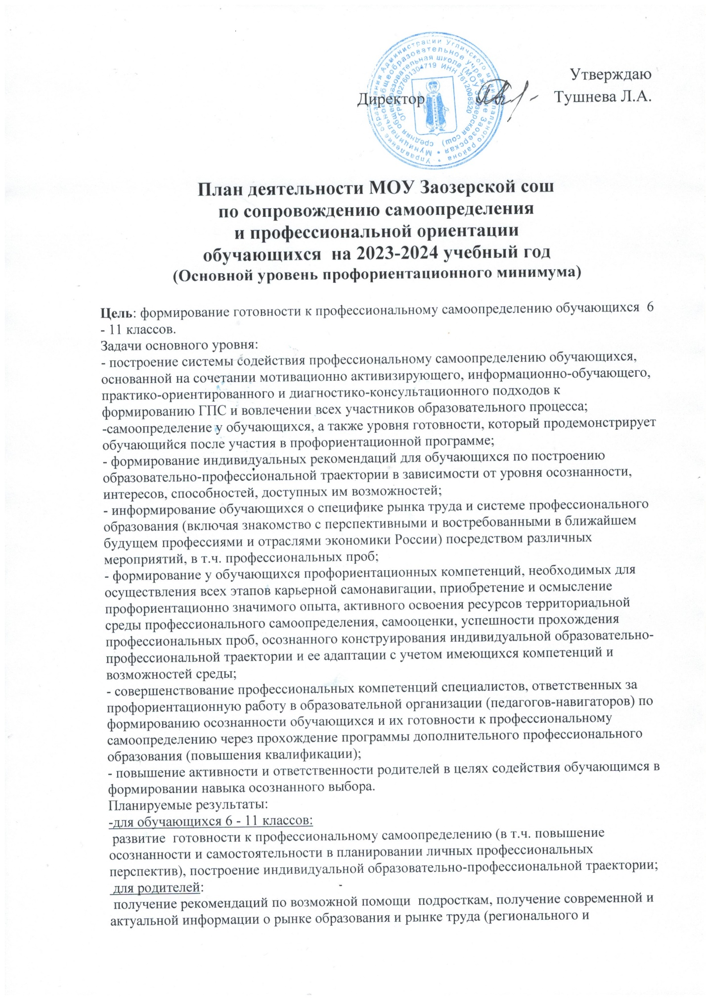 Утверждаю
Директор Тушнева Л.А.
Управление образования Администрации Угличского муниципального района
Муниципальное общеобразовательное учреждение Заозерская
средняя общеобразовательная школа (МОУ Заозерская сош)
ОГРН 1027601304719 ИНН 7612008520
План деятельности МОУ Заозерской сош
по сопровождению самоопределения
и профессиональной ориентации
обучающихся на 2023-2024 учебный год
(Основной уровень профориентационного минимума)
Цель: формирование готовности к профессиональному самоопределению обучающихся 6
- 11 классов.
Задачи основного уровня:
- построение системы содействия профессиональному самоопределению обучающихся,
основанной на сочетании мотивационно активизирующего, информационно-обучающего,
практико-ориентированного и диагностико-консультационного подходов к
формированию ГПС и вовлечении всех участников образовательного процесса;
-самоопределение у обучающихся, а также уровня готовности, который продемонстрирует
обучающийся после участия в профориентационной программе;
- формирование индивидуальных рекомендаций для обучающихся по построению
образовательно-профессиональной траектории в зависимости от уровня осознанности,
интересов, способностей, доступных им возможностей;
- информирование обучающихся о специфике рынка труда и системе профессионального
образования (включая знакомство с перспективными и востребованными в ближайшем
будущем профессиями и отраслями экономики России) посредством различных
мероприятий, в т.ч. профессиональных проб;
- формирование у обучающихся профориентационных компетенций, необходимых для
осуществления всех этапов карьерной самонавигации, приобретение и осмысление
профориентационно значимого опыта, активного освоения ресурсов территориальной
среды профессионального самоопределения, самооценки, успешности прохождения
профессиональных проб, осознанного конструирования индивидуальной образовательно-
профессиональной траектории и ее адаптации с учетом имеющихся компетенций и
возможностей среды;
- совершенствование профессиональных компетенций специалистов, ответственных за
профориентационную работу в образовательной организации (педагогов-навигаторов) по
формированию осознанности обучающихся и их готовности к профессиональному
самоопределению через прохождение программы дополнительного профессионального
образования (повышения квалификации);
- повышение активности и ответственности родителей в целях содействия обучающимся в
формировании навыка осознанного выбора.
Планируемые результаты:
-для обучающихся 6 - 11 классов:
развитие готовности к профессиональному самоопределению (в т.ч. повышение
осознанности и самостоятельности в планировании личных профессиональных
перспектив), построение индивидуальной образовательно-профессиональной траектории;
для родителей:
получение рекомендаций по возможной помощи подросткам, получение современной и
актуальной информации о рынке образования и рынке труда (регионального и